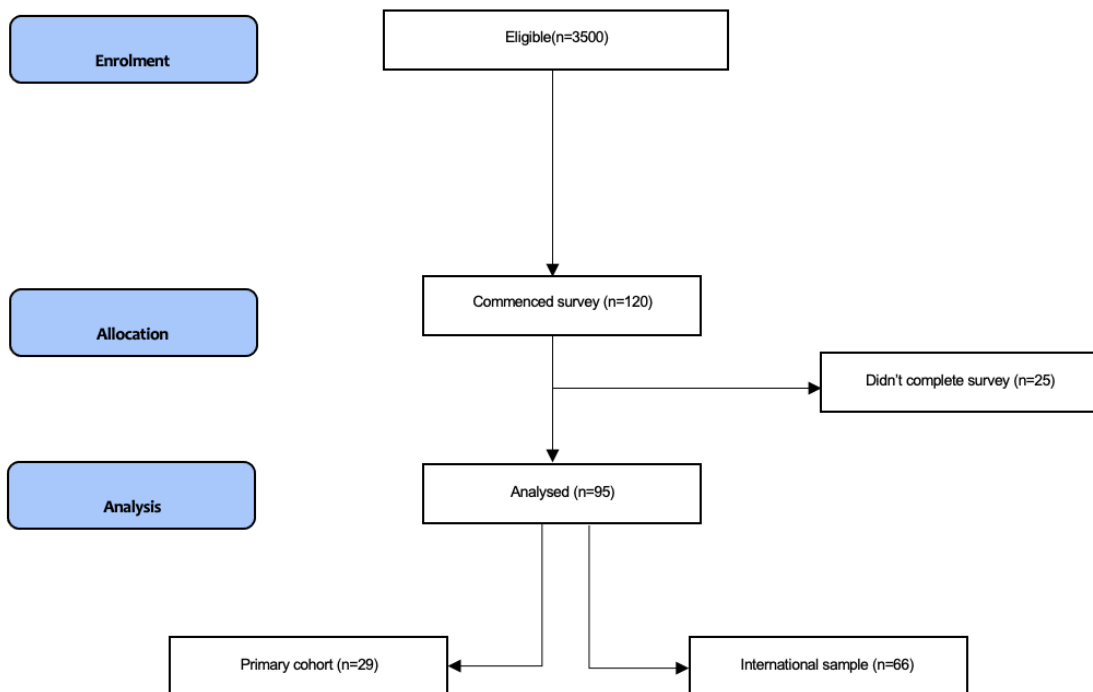 Eligible(n=3500)
Enrolment
Commenced survey (n=120)
Allocation
Didn’t complete survey (n=25)
Analysed (n=95)
Analysis
Primary cohort (n=29)
International sample (n=66)